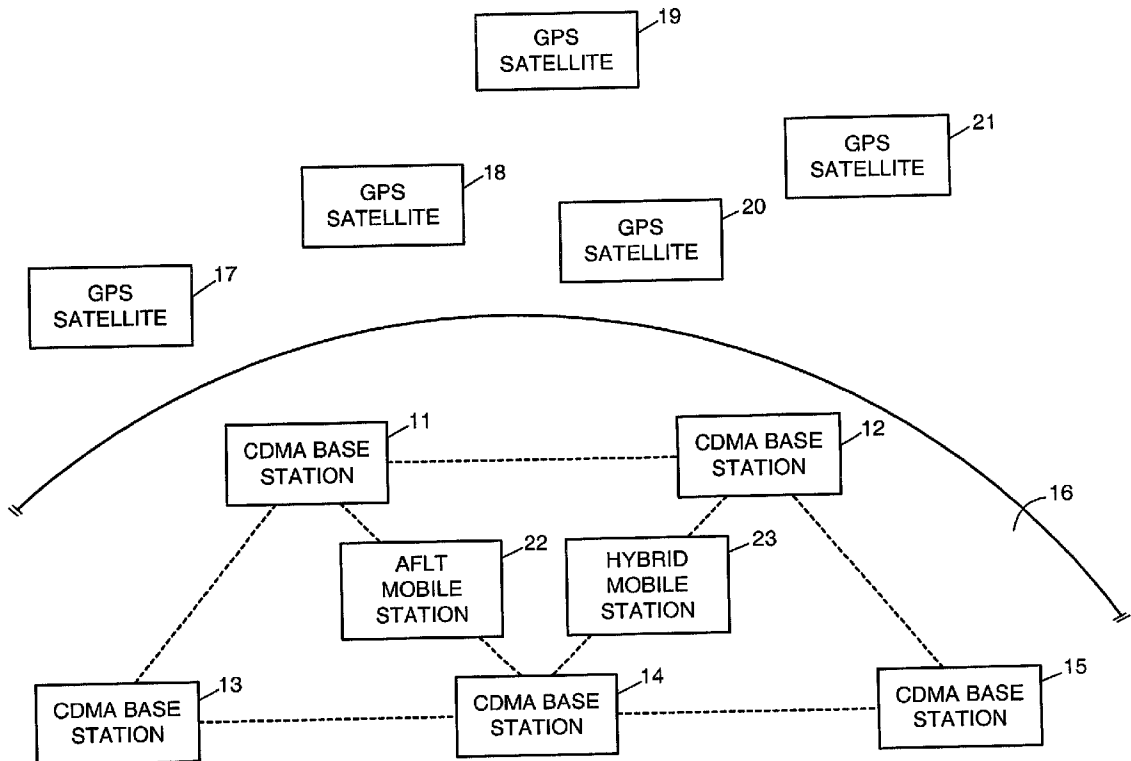 19
GPS
SATELLITE
21
GPS
SATELLITE
18
GPS
SATELLITE
20
GPS
SATELLITE
17
GPS
SATELLITE
11
CDMA BASE
STATION
12
CDMA BASE
STATION
16
22
AFLT
MOBILE
STATION
23
HYBRID
MOBILE
STATION
13
CDMA BASE
STATION
14
CDMA BASE
STATION
15
CDMA BASE
STATION